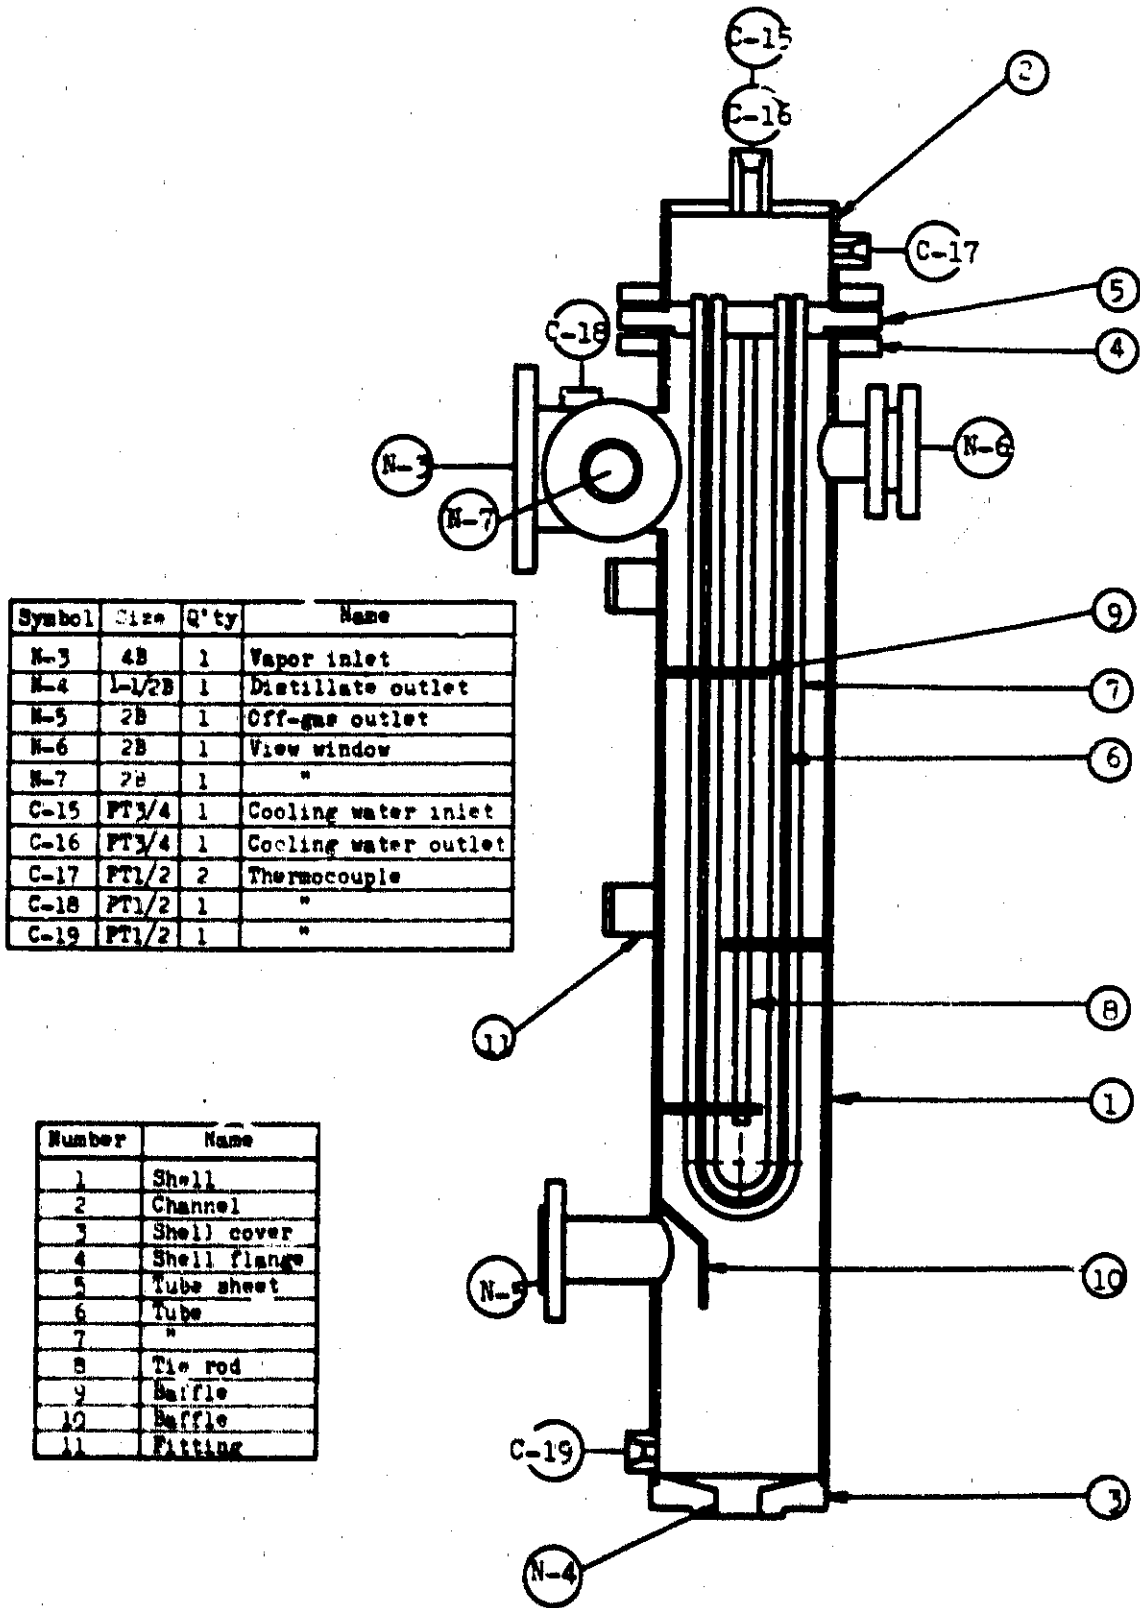 C-15
2
C-16
C-17
5
C-18
4
N-3
N-6
N-7
Symbol Size Q'ty Name
N-3 4B 1 Vapor inlet
N-4 1-1/2B 1 Distillate outlet
N-5 2B 1 Off-gas outlet
N-6 2B 1 View window
N-7 2B 1 "
C-15 PT3/4 1 Cooling water inlet
C-16 PT3/4 1 Cooling water outlet
C-17 PT1/2 2 Thermocouple
C-18 PT1/2 1 "
C-19 PT1/2 1 "
9
7
6
8
11
1
Number Name
1 Shell
2 Channel
3 Shell cover
4 Shell flange
5 Tube sheet
6 Tube
7 "
8 Tie rod
9 Baffle
10 Baffle
11 Fitting
10
C-19
3
N-4